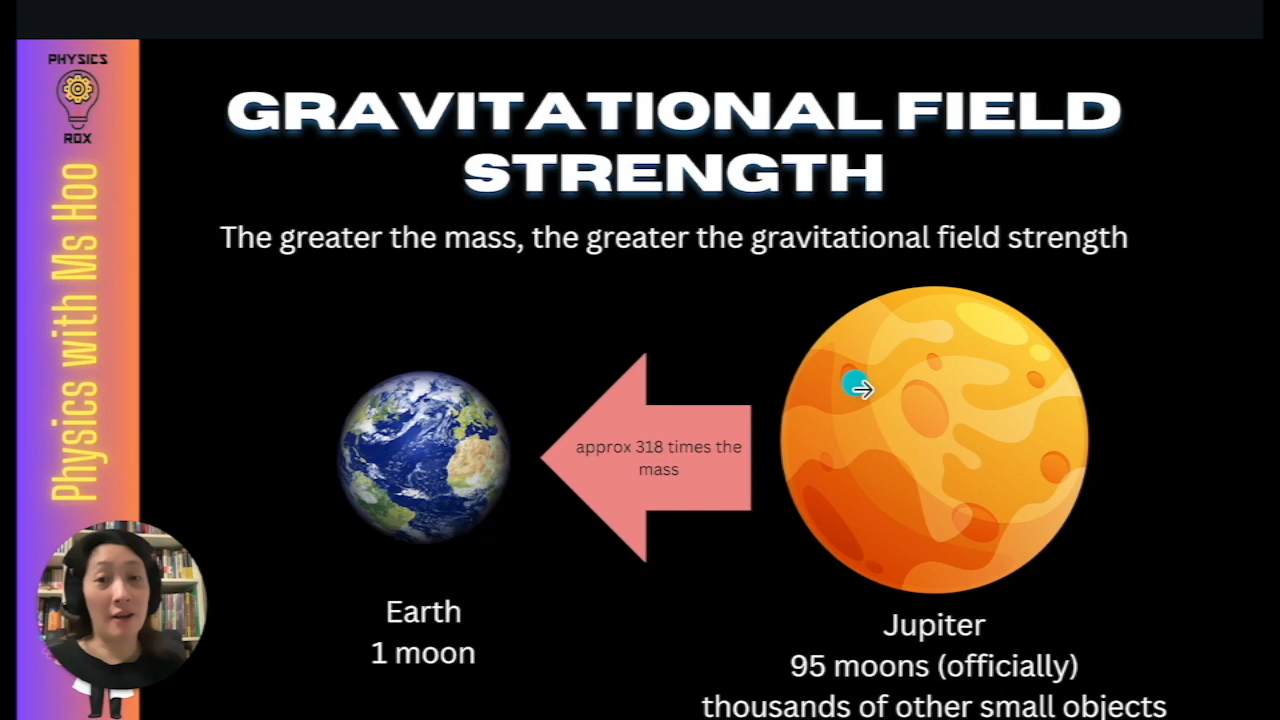 PHYSICS
ROX
Physics with Ms Hoo
GRAVITATIONAL FIELD
STRENGTH
The greater the mass, the greater the gravitational field strength
approx 318 times the
mass
Earth
1 moon
Jupiter
95 moons (officially)
thousands of other small objects